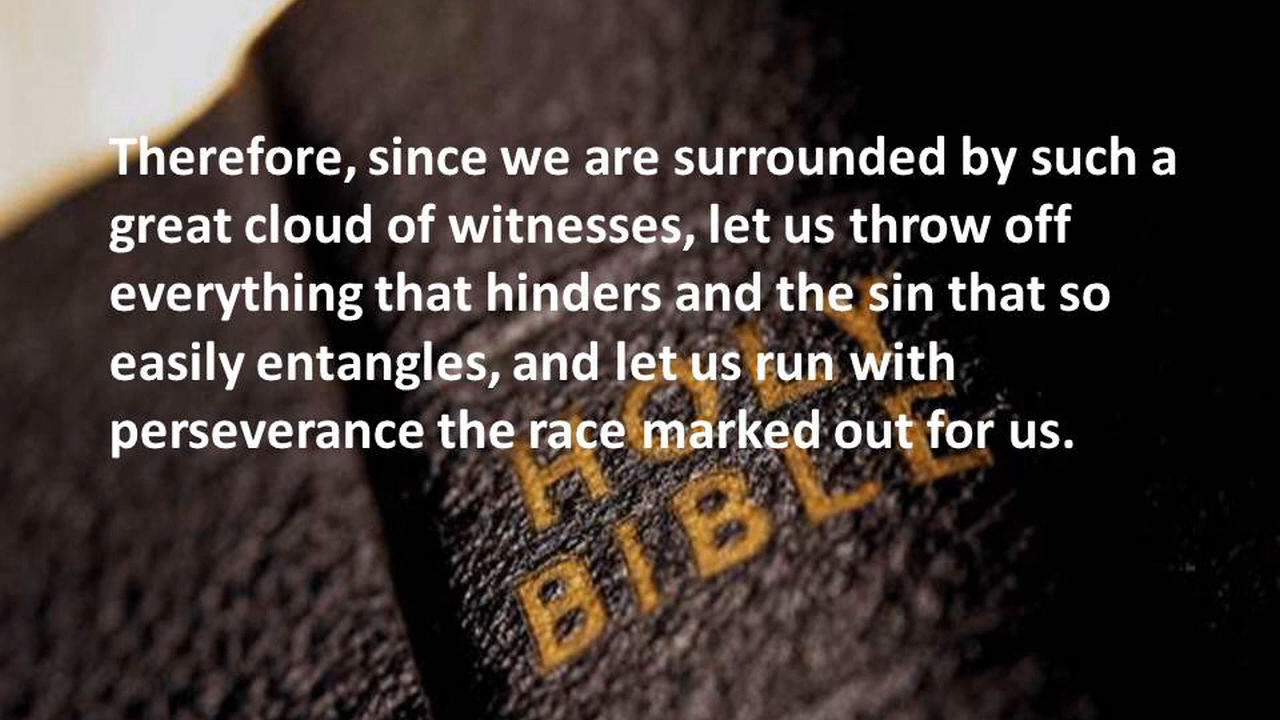 Therefore, since we are surrounded by such a
great cloud of witnesses, let us throw off
everything that hinders and the sin that so
easily entangles, and let us run with
perseverance the race marked out for us.
HOLY
BIBLE